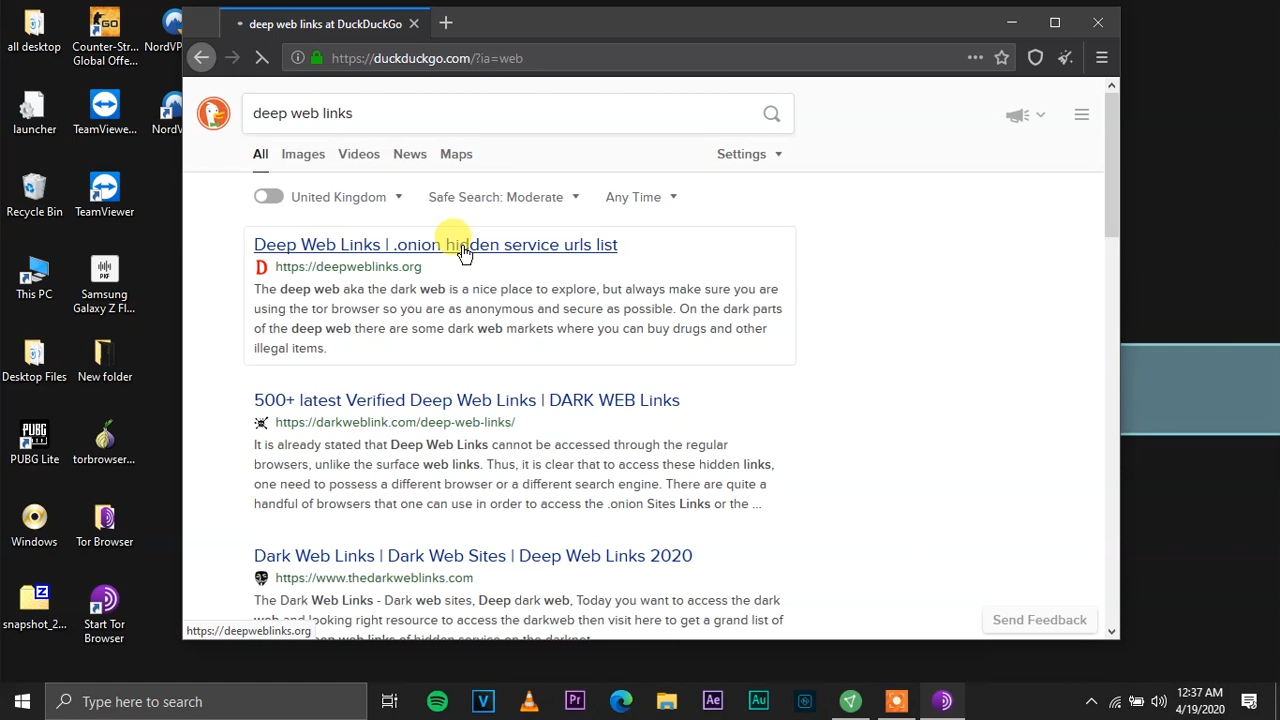 all desktop
Counter-Str...
Global Offe...
NordVP
launcher
TeamViewe...
NordV
Recycle Bin
TeamViewer
This PC
Samsung
Galaxy Z Fl...
Desktop Files
New folder
PUBG Lite
torbrowser...
Windows
Tor Browser
snapshot_2...
Start Tor
Browser
deep web links at DuckDuckGo
https://duckduckgo.com/?ia=web
deep web links
All Images Videos News Maps Settings
United Kingdom Safe Search: Moderate Any Time
Deep Web Links | .onion hidden service urls list
https://deepweblinks.org
The deep web aka the dark web is a nice place to explore, but always make sure you are
using the tor browser so you are as anonymous and secure as possible. On the dark parts
of the deep web there are some dark web markets where you can buy drugs and other
illegal items.
500+ latest Verified Deep Web Links | DARK WEB Links
https://darkweblink.com/deep-web-links/
It is already stated that Deep Web Links cannot be accessed through the regular
browsers, unlike the surface web links. Thus, it is clear that to access these hidden links,
one need to possess a different browser or a different search engine. There are quite a
handful of browsers that one can use in order to access the .onion Sites Links or the ...
Dark Web Links | Dark Web Sites | Deep Web Links 2020
https://www.thedarkweblinks.com
The Dark Web Links - Dark web sites, Deep dark web, Today you want to access the dark
web and looking right resource to access the darkweb then visit here to get a grand list of
deep web links of hidden service on the darknet.
https://deepweblinks.org
Send Feedback
Type here to search
12:37 AM
4/19/2020